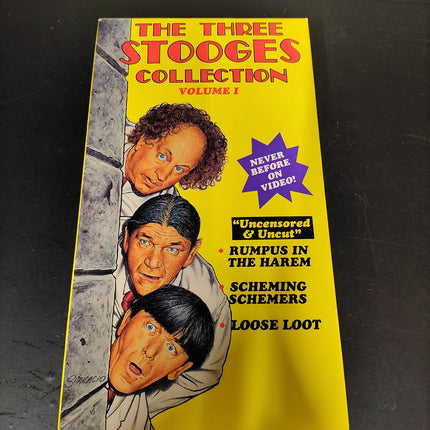 THE THREE
STOOGES
COLLECTION
VOLUME I
NEVER
BEFORE
ON
VIDEO!
"Uncensored
& Uncut"
• RUMPUS IN
THE HAREM
• SCHEMING
SCHEMERS
• LOOSE LOOT